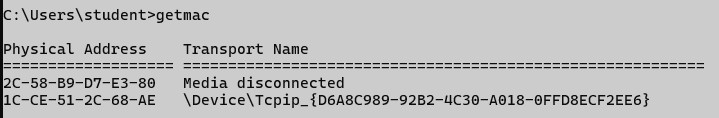 C:\Users\student>getmac
Physical Address    Transport Name
=================== ==========================================================
2C-58-B9-D7-E3-80   Media disconnected
1C-CE-51-2C-68-AE   \Device\Tcpip_{D6A8C989-92B2-4C30-A018-0FFD8ECF2EE6}